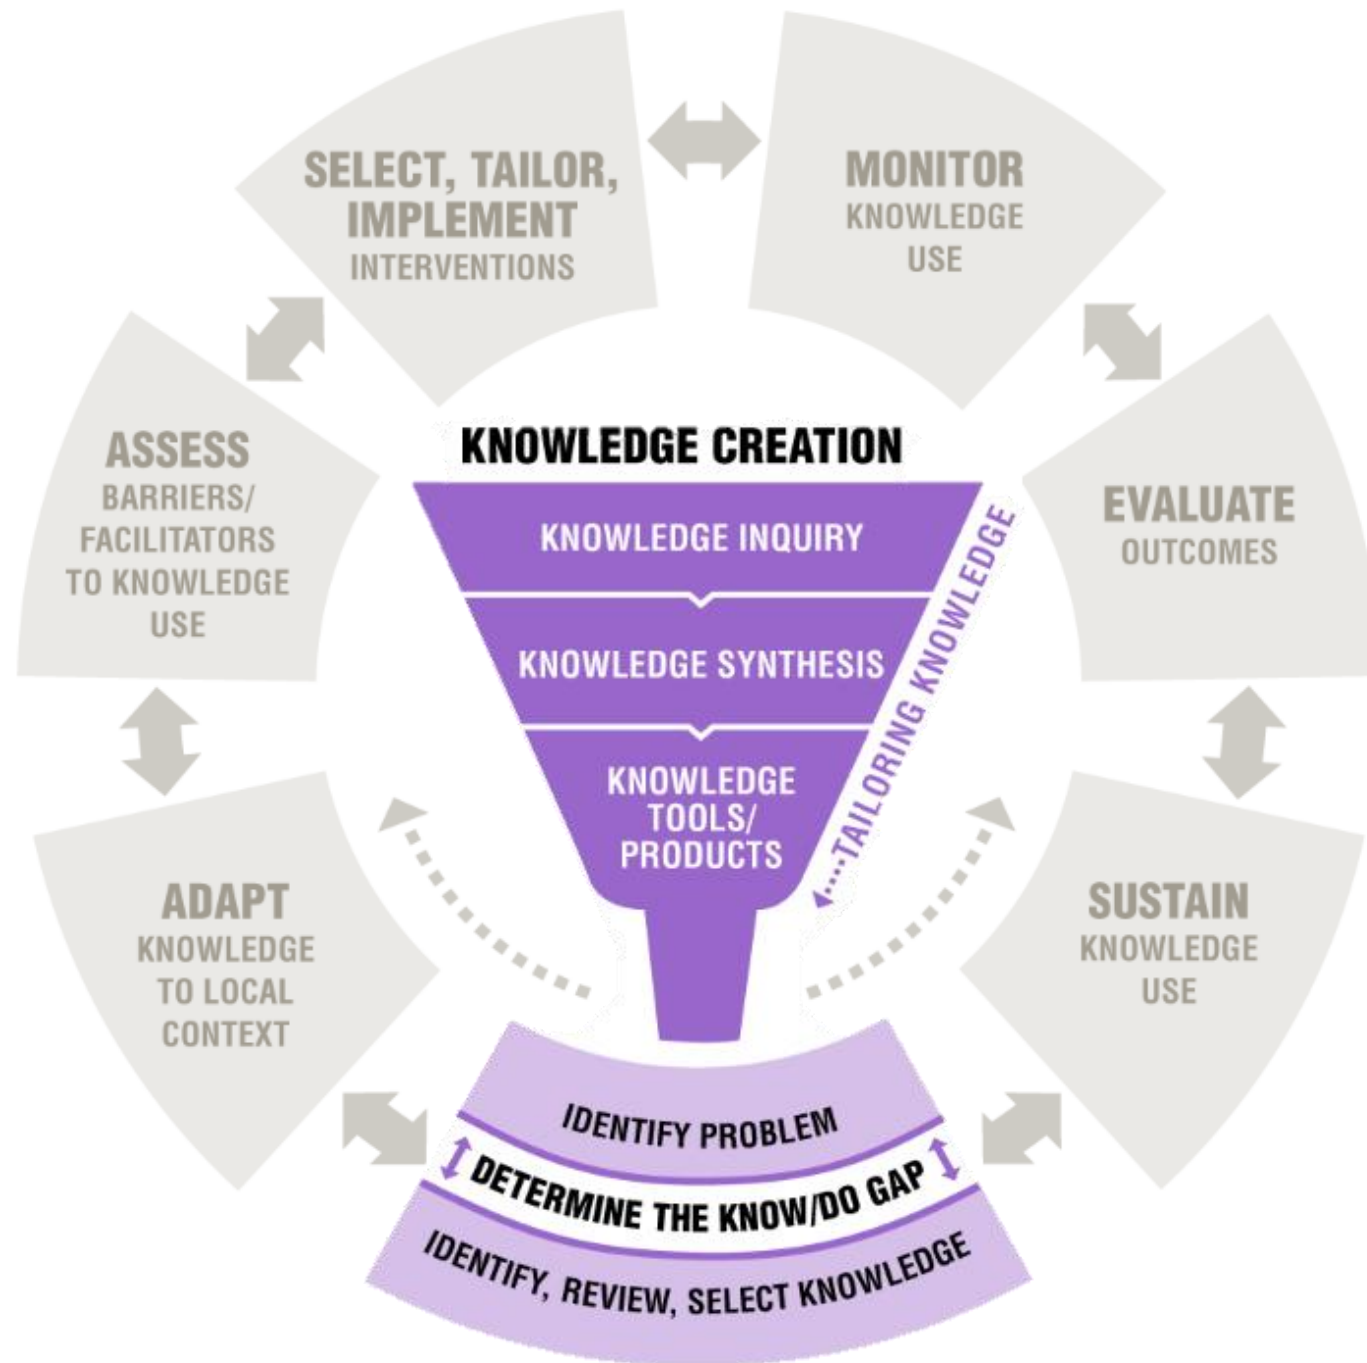 SELECT, TAILOR,
IMPLEMENT
INTERVENTIONS
MONITOR
KNOWLEDGE
USE
ASSESS
BARRIERS/
FACILITATORS
TO KNOWLEDGE
USE
KNOWLEDGE CREATION
KNOWLEDGE INQUIRY
KNOWLEDGE SYNTHESIS
KNOWLEDGE
TOOLS/
PRODUCTS
TAILORING KNOWLEDGE
EVALUATE
OUTCOMES
ADAPT
KNOWLEDGE
TO LOCAL
CONTEXT
SUSTAIN
KNOWLEDGE
USE
IDENTIFY PROBLEM
DETERMINE THE KNOW/DO GAP
IDENTIFY, REVIEW, SELECT KNOWLEDGE